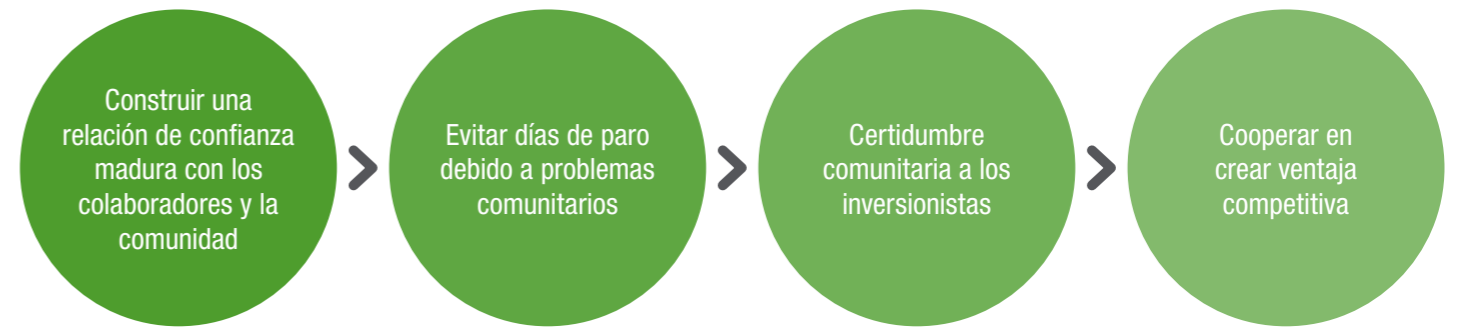 Construir una
relación de confianza
madura con los
colaboradores y la
comunidad
Evitar días de paro
debido a problemas
comunitarios
Certidumbre
comunitaria a los
inversionistas
Cooperar en
crear ventaja
competitiva